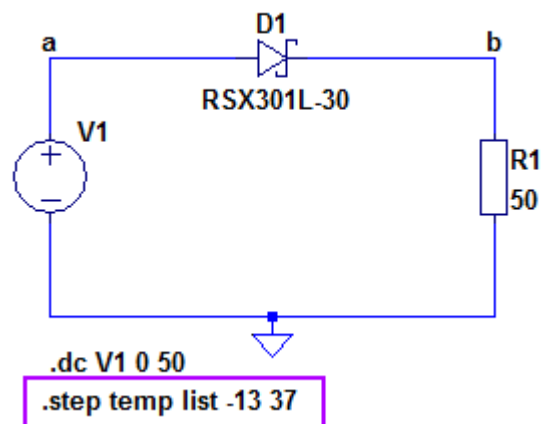 D1
a
b
RSX301L-30
V1
R1
50
.dc V1 0 50
.step temp list -13 37